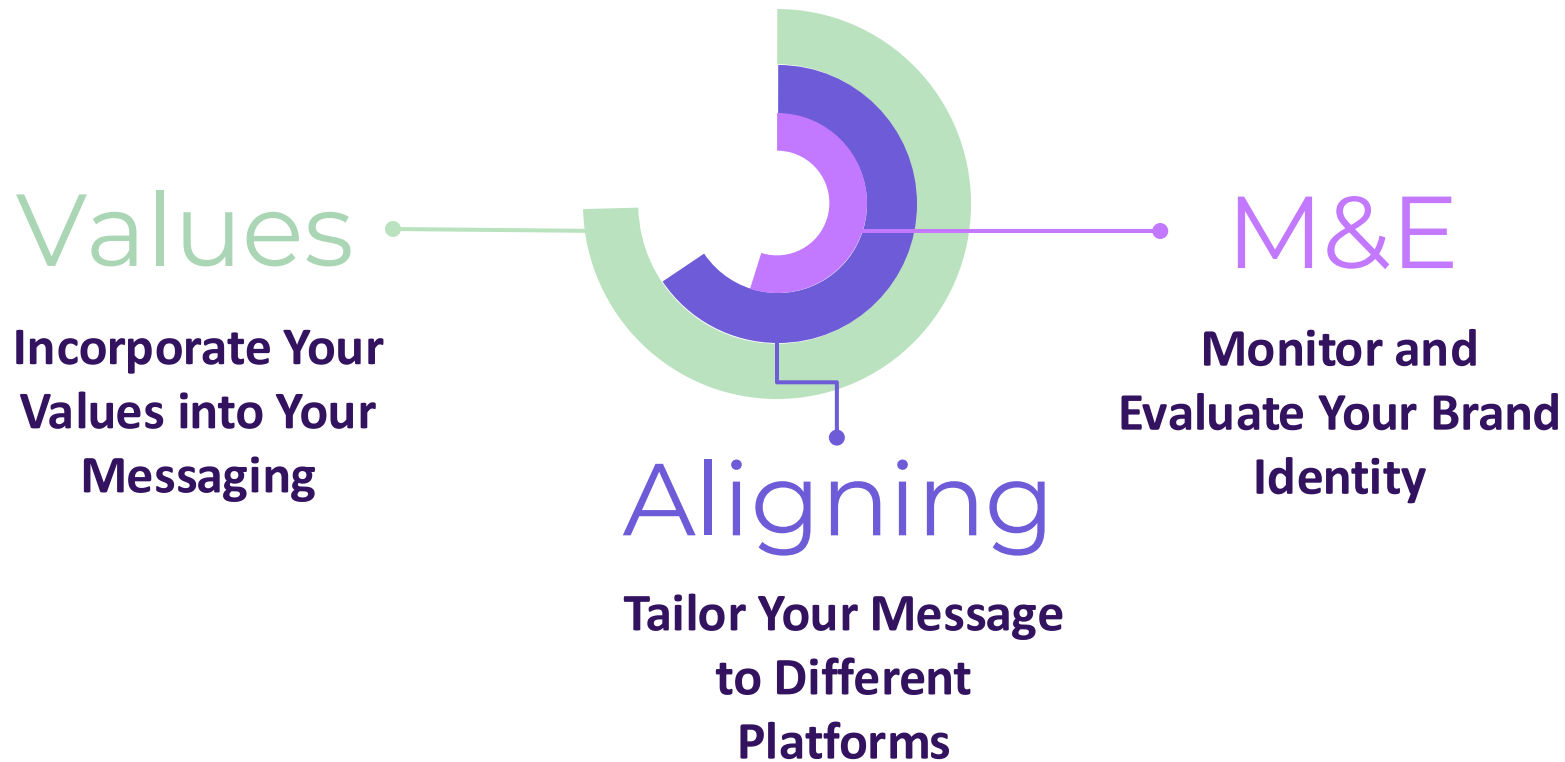 Values
Incorporate Your
Values into Your
Messaging
Aligning
Tailor Your Message
to Different
Platforms
M&E
Monitor and
Evaluate Your Brand
Identity